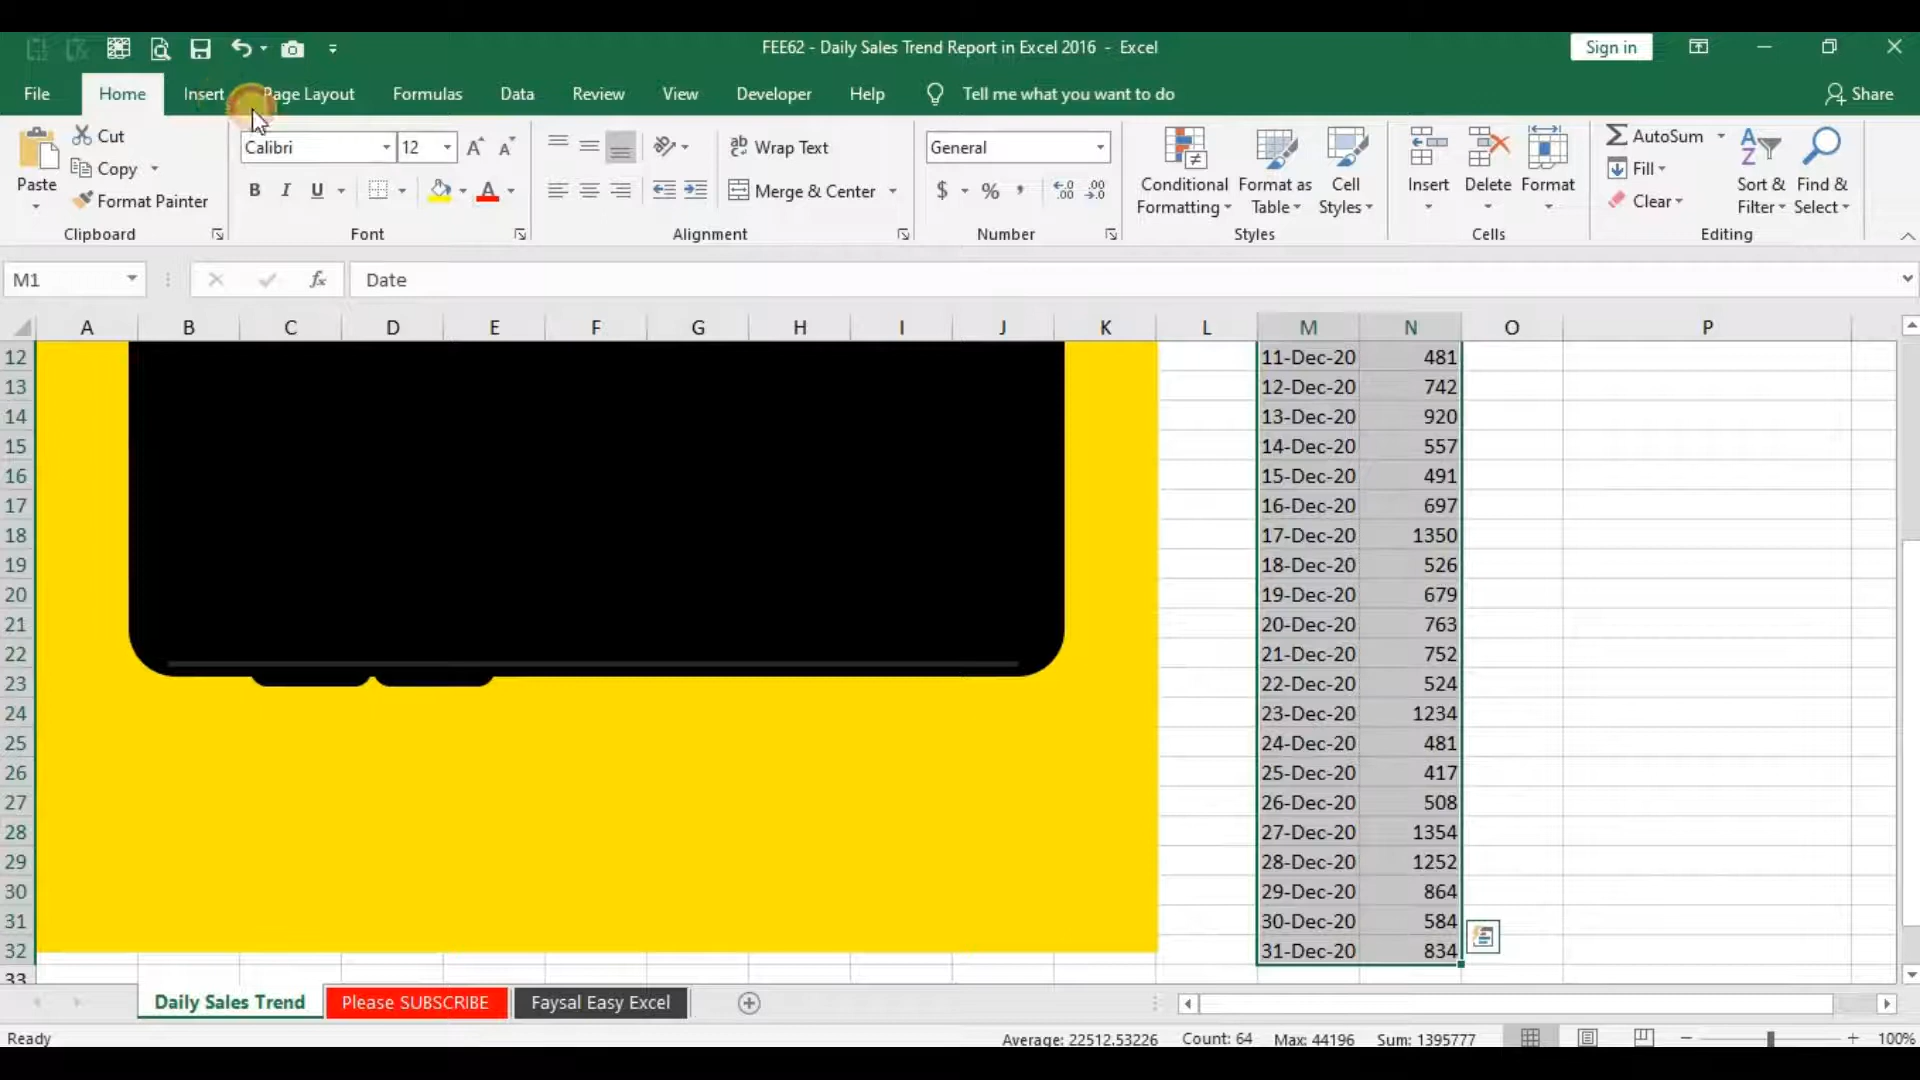 FEE62 - Daily Sales Trend Report in Excel 2016 - Excel
Sign in
File Home Insert Page Layout Formulas Data Review View Developer Help Tell me what you want to do Share
Paste
Cut
Copy
Format Painter
Clipboard
Calibri 12
B I U A
Font
Wrap Text
Merge & Center
Alignment
General
$ % ,
Number
Conditional Formatting
Format as Table
Cell Styles
Styles
Insert Delete Format
Cells
AutoSum
Fill
Clear
Sort & Filter
Find & Select
Editing
M1 fx Date
A B C D E F G H I J K L M N O P
12 11-Dec-20 481
13 12-Dec-20 742
14 13-Dec-20 920
15 14-Dec-20 557
16 15-Dec-20 491
17 16-Dec-20 697
18 17-Dec-20 1350
19 18-Dec-20 526
20 19-Dec-20 679
21 20-Dec-20 763
22 21-Dec-20 752
23 22-Dec-20 524
24 23-Dec-20 1234
25 24-Dec-20 481
26 25-Dec-20 417
27 26-Dec-20 508
28 27-Dec-20 1354
29 28-Dec-20 1252
30 29-Dec-20 864
31 30-Dec-20 584
32 31-Dec-20 834
33
Daily Sales Trend Please SUBSCRIBE Faysal Easy Excel
Ready Average: 22512.53226 Count: 64 Max: 44196 Sum: 1395777 100%